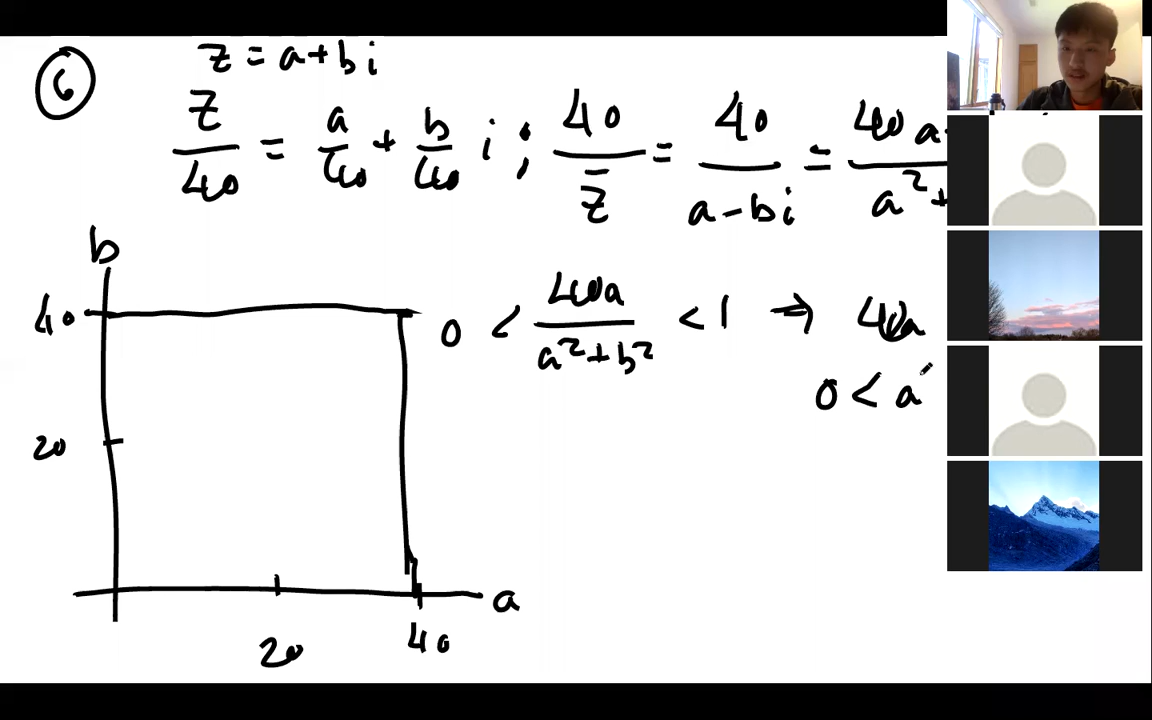 6
z = a + bi
z/40 = a/40 + b/40 i ; 40/z̄ = 40/(a - bi) = 40a / a² +
b
40
0 < 40a/(a² + b²) < 1 ⇒ 40a
0 < a
20
a
20 40